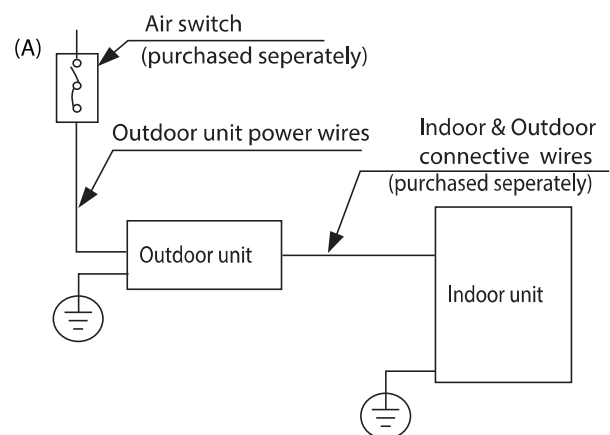 (A)
Air switch
(purchased seperately)
Outdoor unit power wires
Indoor & Outdoor
connective wires
(purchased seperately)
Outdoor unit
Indoor unit